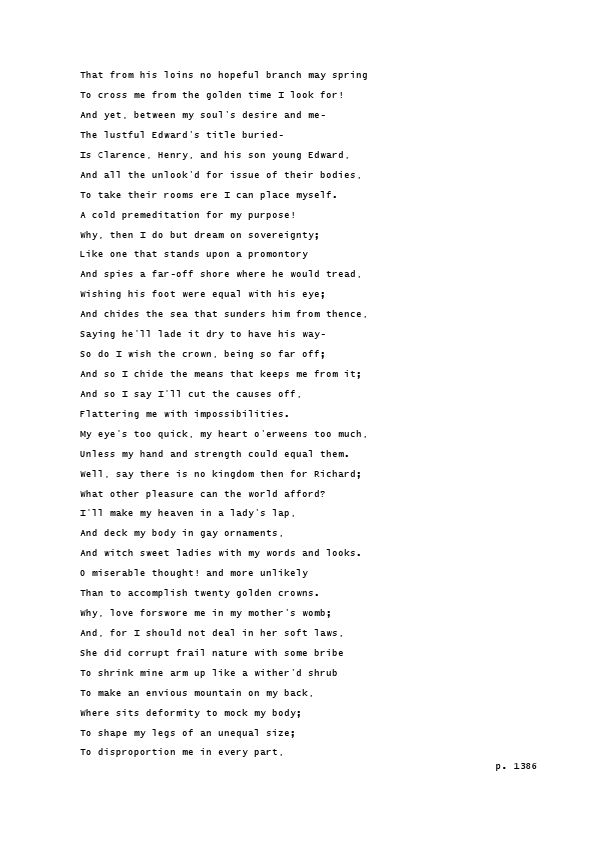 That from his loins no hopeful branch may spring
To cross me from the golden time I look for!
And yet, between my soul's desire and me-
The lustful Edward's title buried-
Is Clarence, Henry, and his son young Edward,
And all the unlook'd for issue of their bodies,
To take their rooms ere I can place myself.
A cold premeditation for my purpose!
Why, then I do but dream on sovereignty;
Like one that stands upon a promontory
And spies a far-off shore where he would tread,
Wishing his foot were equal with his eye;
And chides the sea that sunders him from thence,
Saying he'll lade it dry to have his way-
So do I wish the crown, being so far off;
And so I chide the means that keeps me from it;
And so I say I'll cut the causes off,
Flattering me with impossibilities.
My eye's too quick, my heart o'erweens too much,
Unless my hand and strength could equal them.
Well, say there is no kingdom then for Richard;
What other pleasure can the world afford?
I'll make my heaven in a lady's lap,
And deck my body in gay ornaments,
And witch sweet ladies with my words and looks.
O miserable thought! and more unlikely
Than to accomplish twenty golden crowns.
Why, love forswore me in my mother's womb;
And, for I should not deal in her soft laws,
She did corrupt frail nature with some bribe
To shrink mine arm up like a wither'd shrub
To make an envious mountain on my back,
Where sits deformity to mock my body;
To shape my legs of an unequal size;
To disproportion me in every part,
p. 1386